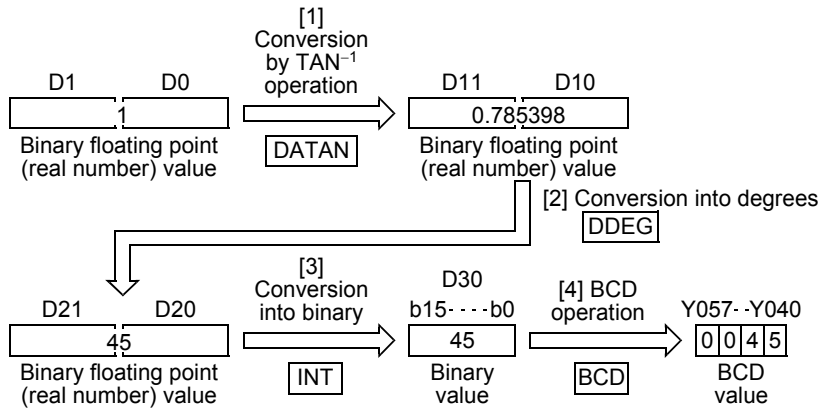 [1]
Conversion
by TAN⁻¹
operation
D1 D0
1
Binary floating point
(real number) value
DATAN
D11 D10
0.785398
Binary floating point
(real number) value
[2] Conversion into degrees
DDEG
D21 D20
45
Binary floating point
(real number) value
[3]
Conversion
into binary
INT
D30
b15----b0
45
Binary
value
[4] BCD
operation
BCD
Y057--Y040
0 0 4 5
BCD
value